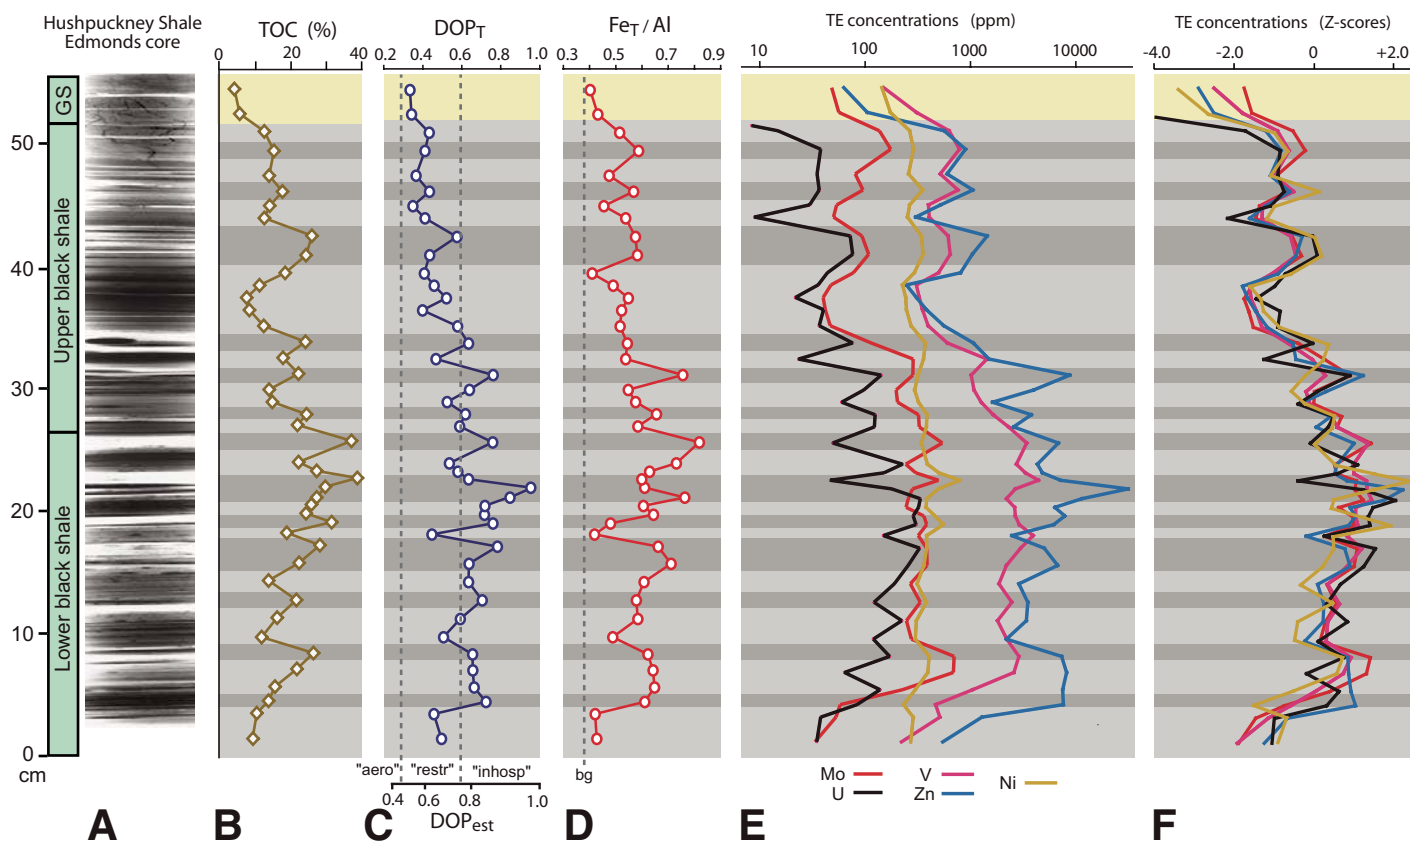 Hushpuckney Shale
Edmonds core
TOC (%)
0 20 40
DOPT
0.2 0.4 0.6 0.8 1.0
FeT / Al
0.3 0.5 0.7 0.9
TE concentrations (ppm)
10 100 1000 10000
TE concentrations (Z-scores)
-4.0 -2.0 0 +2.0
GS
Upper black shale
Lower black shale
50
40
30
20
10
0
cm
"aero" "restr" "inhosp"
0.4 0.6 0.8 1.0
DOPest
bg
Mo
U
V
Zn
Ni
A
B
C
D
E
F